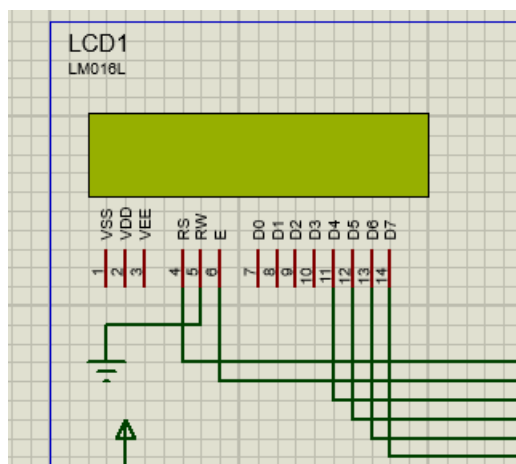 LCD1
LM016L
VSS
VDD
VEE
RS
RW
E
D0
D1
D2
D3
D4
D5
D6
D7
1
2
3
4
5
6
7
8
9
10
11
12
13
14